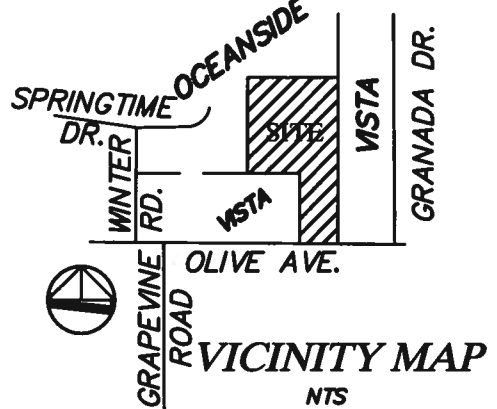 OCEANSIDE
SPRINGTIME
DR.
SITE
VISTA
GRANADA DR.
WINTER
RD.
VISTA
OLIVE AVE.
GRAPEVINE
ROAD
VICINITY MAP
NTS